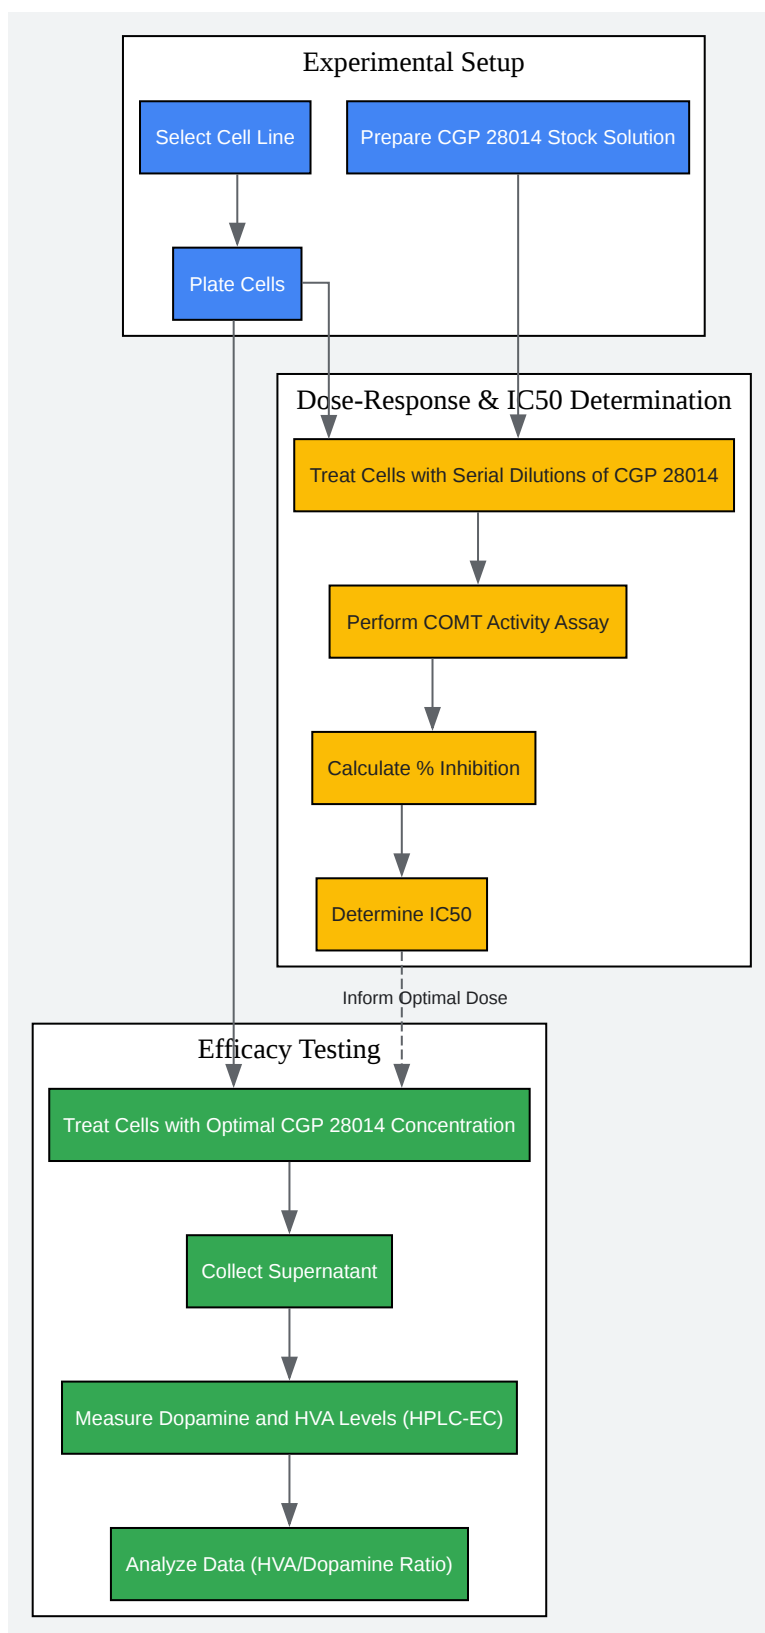 Experimental Setup
Select Cell Line
Prepare CGP 28014 Stock Solution
Plate Cells
Dose-Response & IC50 Determination
Treat Cells with Serial Dilutions of CGP 28014
Perform COMT Activity Assay
Calculate % Inhibition
Determine IC50
Inform Optimal Dose
Efficacy Testing
Treat Cells with Optimal CGP 28014 Concentration
Collect Supernatant
Measure Dopamine and HVA Levels (HPLC-EC)
Analyze Data (HVA/Dopamine Ratio)